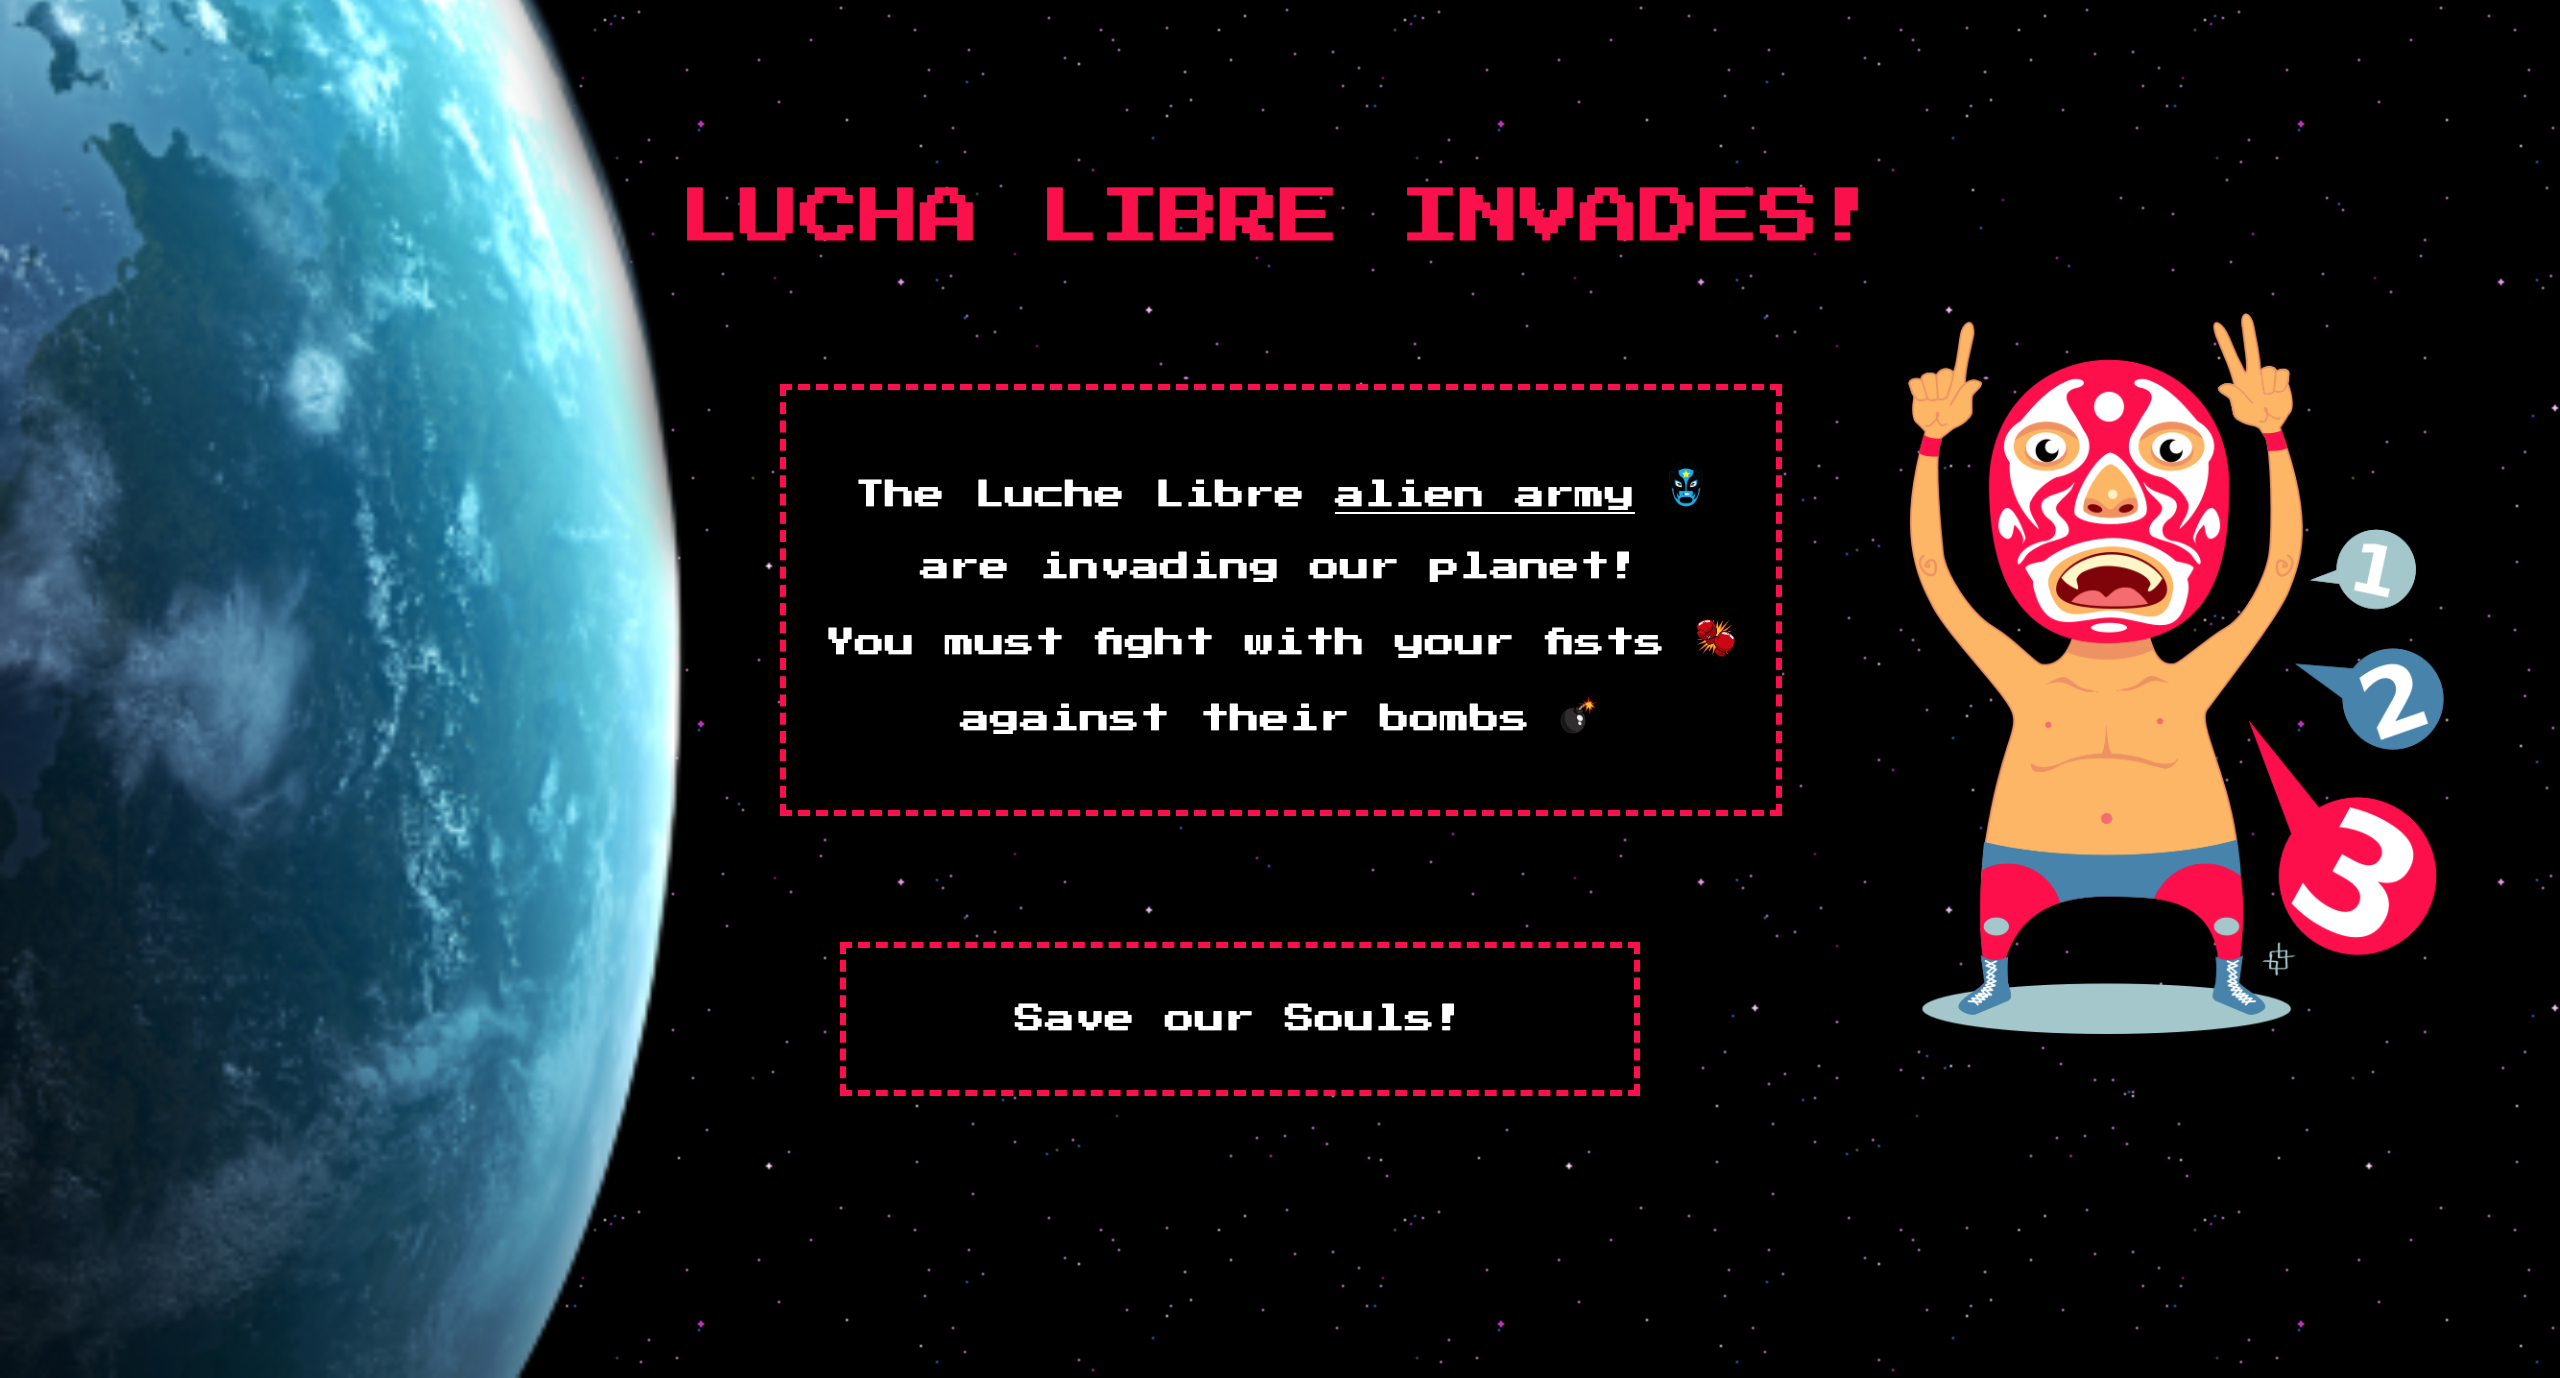 LUCHA LIBRE INVADES!
The Luche Libre alien army
are invading our planet!
You must fight with your fists
against their bombs
Save our Souls!
1
2
3